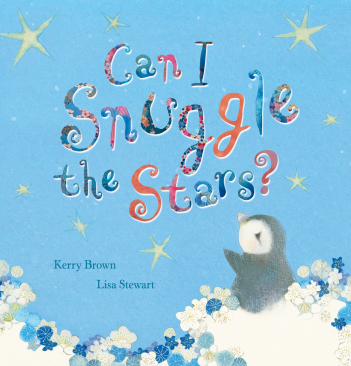 Can I
Snuggle
the Stars?
Kerry Brown
Lisa Stewart